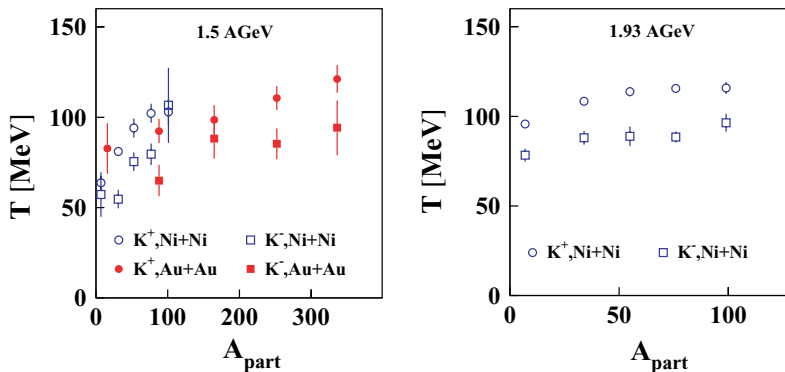 1.5 AGeV
T [MeV]
150
100
50
0
K+,Ni+Ni
K-,Ni+Ni
K+,Au+Au
K-,Au+Au
0
100
200
300
Apart
1.93 AGeV
T [MeV]
150
100
50
0
K+,Ni+Ni
K-,Ni+Ni
0
50
100
Apart